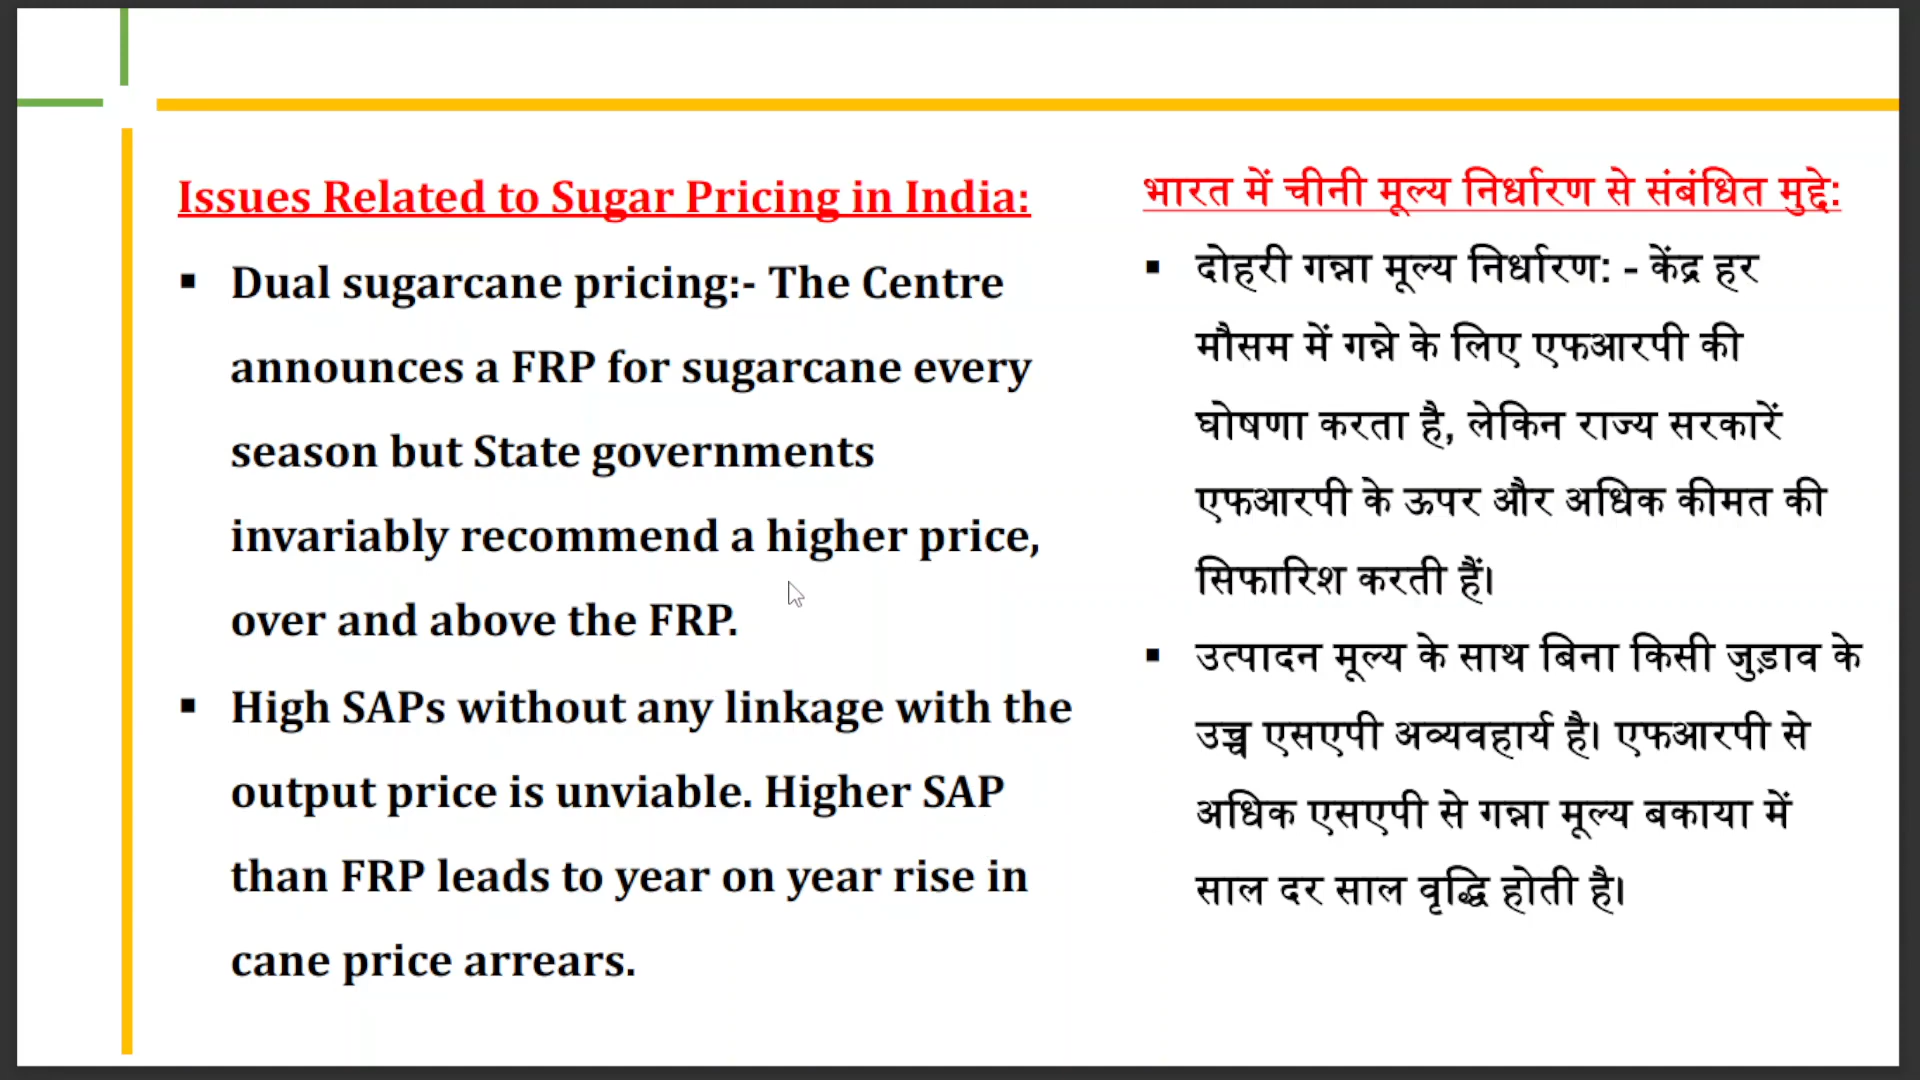 Issues Related to Sugar Pricing in India:
▪ Dual sugarcane pricing:- The Centre
announces a FRP for sugarcane every
season but State governments
invariably recommend a higher price,
over and above the FRP.
▪ High SAPs without any linkage with the
output price is unviable. Higher SAP
than FRP leads to year on year rise in
cane price arrears.
भारत में चीनी मूल्य निर्धारण से संबंधित मुद्दे:
▪ दोहरी गन्ना मूल्य निर्धारण: - केंद्र हर
मौसम में गन्ने के लिए एफआरपी की
घोषणा करता है, लेकिन राज्य सरकारें
एफआरपी के ऊपर और अधिक कीमत की
सिफारिश करती हैं।
▪ उत्पादन मूल्य के साथ बिना किसी जुड़ाव के
उच्च एसएपी अव्यवहार्य है। एफआरपी से
अधिक एसएपी से गन्ना मूल्य बकाया में
साल दर साल वृद्धि होती है।